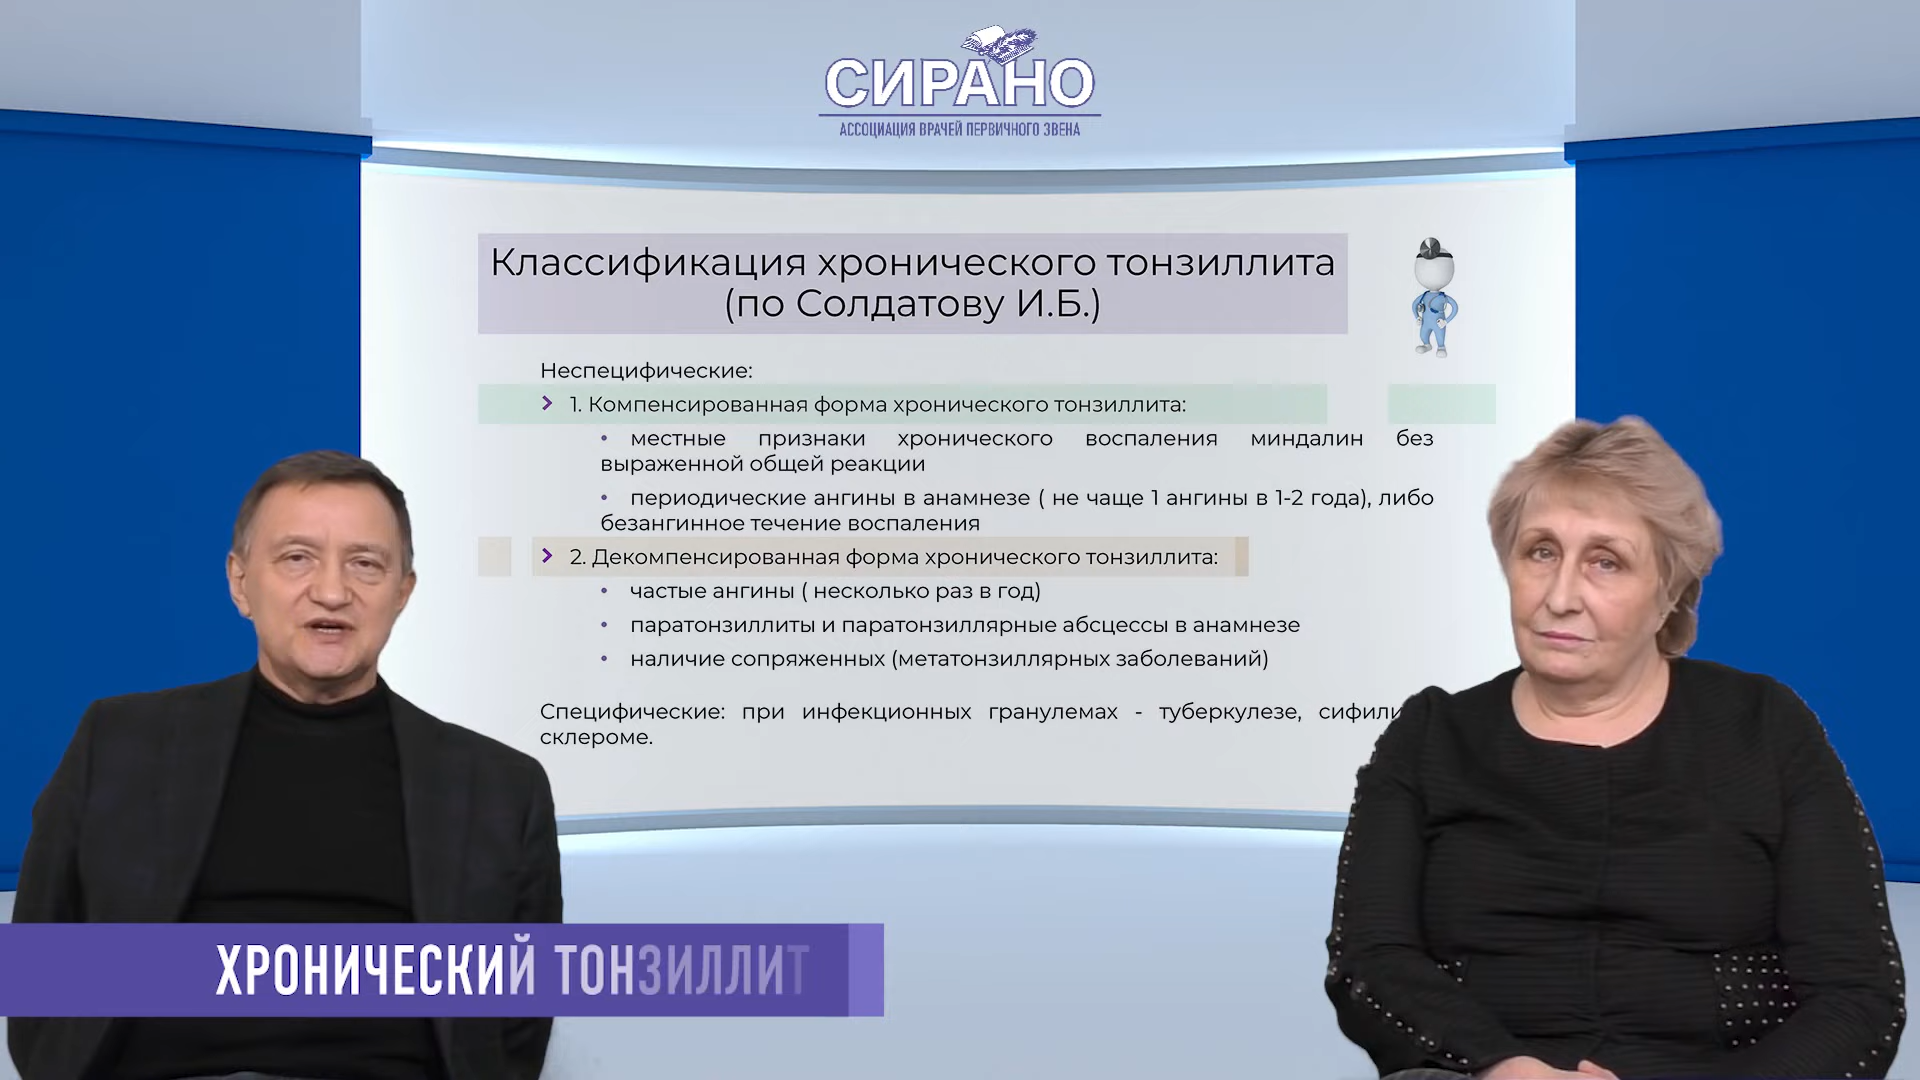 СИРАНО
АССОЦИАЦИЯ ВРАЧЕЙ ПЕРВИЧНОГО ЗВЕНА
Классификация хронического тонзиллита
(по Солдатову И.Б.)
Неспецифические:
1. Компенсированная форма хронического тонзиллита:
• местные признаки хронического воспаления миндалин без
выраженной общей реакции
• периодические ангины в анамнезе ( не чаще 1 ангины в 1-2 года), либо
безангинное течение воспаления
2. Декомпенсированная форма хронического тонзиллита:
• частые ангины ( несколько раз в год)
• паратонзиллиты и паратонзиллярные абсцессы в анамнезе
• наличие сопряженных (метатонзиллярных заболеваний)
Специфические: при инфекционных гранулемах - туберкулезе,
склероме.
ХРОНИЧЕСКИЙ ТОНЗИЛЛИТ